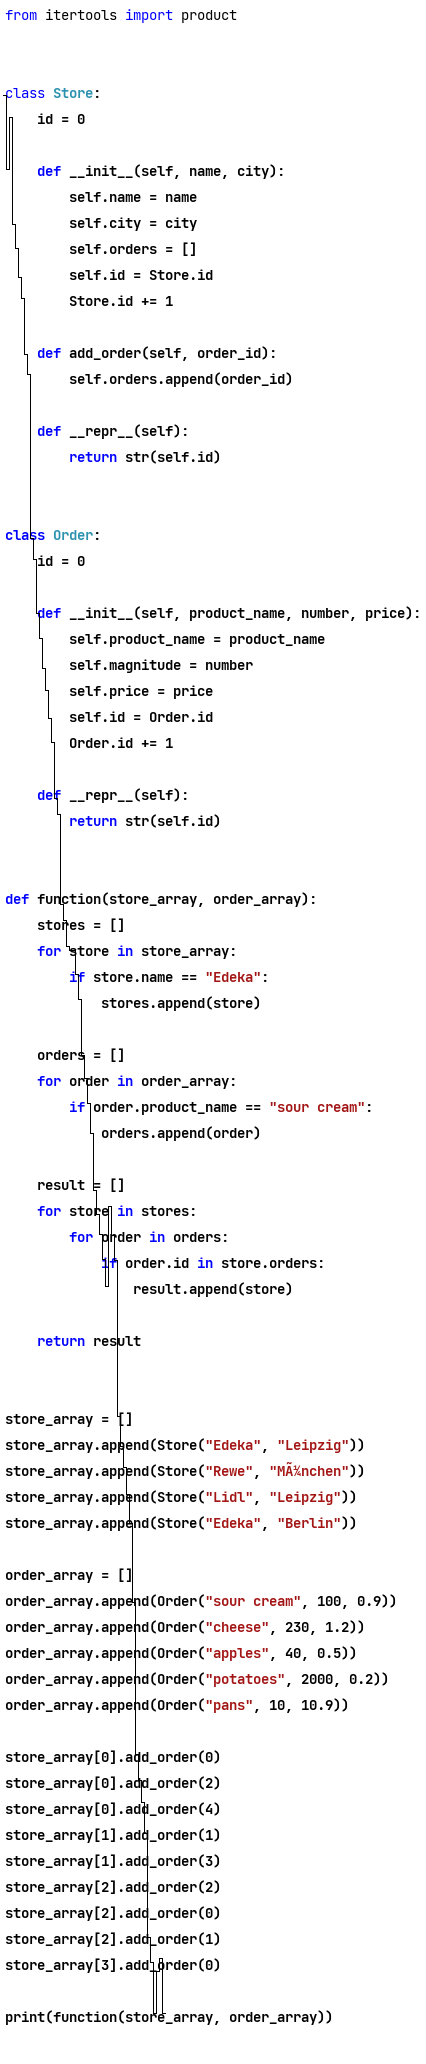 from itertools import product
class Store:
    id = 0
    def __init__(self, name, city):
        self.name = name
        self.city = city
        self.orders = []
        self.id = Store.id
        Store.id += 1
    def add_order(self, order_id):
        self.orders.append(order_id)
    def __repr__(self):
        return str(self.id)
class Order:
    id = 0
    def __init__(self, product_name, number, price):
        self.product_name = product_name
        self.magnitude = number
        self.price = price
        self.id = Order.id
        Order.id += 1
    def __repr__(self):
        return str(self.id)
def function(store_array, order_array):
    stores = []
    for store in store_array:
        if store.name == "Edeka":
            stores.append(store)
    orders = []
    for order in order_array:
        if order.product_name == "sour cream":
            orders.append(order)
    result = []
    for store in stores:
        for order in orders:
            if order.id in store.orders:
                result.append(store)
    return result
store_array = []
store_array.append(Store("Edeka", "Leipzig"))
store_array.append(Store("Rewe", "MÃ¼nchen"))
store_array.append(Store("Lidl", "Leipzig"))
store_array.append(Store("Edeka", "Berlin"))
order_array = []
order_array.append(Order("sour cream", 100, 0.9))
order_array.append(Order("cheese", 230, 1.2))
order_array.append(Order("apples", 40, 0.5))
order_array.append(Order("potatoes", 2000, 0.2))
order_array.append(Order("pans", 10, 10.9))
store_array[0].add_order(0)
store_array[0].add_order(2)
store_array[0].add_order(4)
store_array[1].add_order(1)
store_array[1].add_order(3)
store_array[2].add_order(2)
store_array[2].add_order(0)
store_array[2].add_order(1)
store_array[3].add_order(0)
print(function(store_array, order_array))